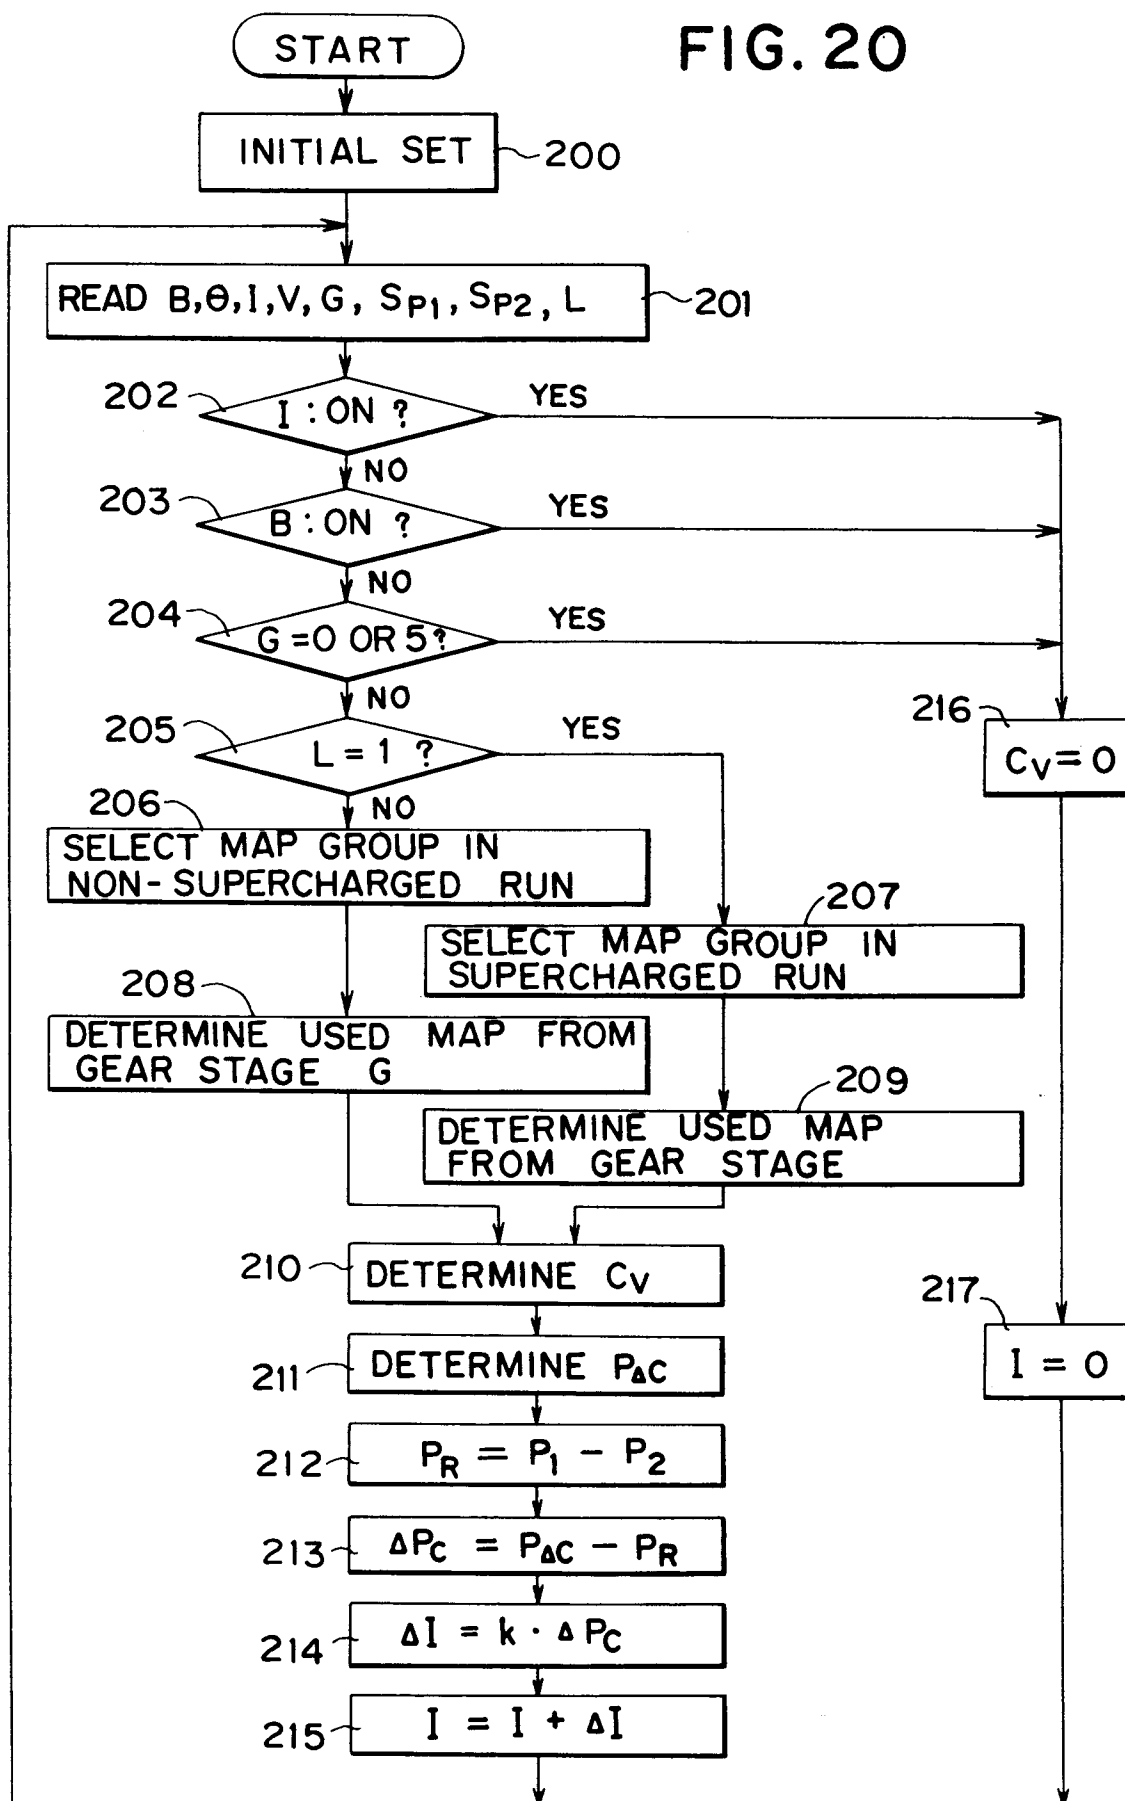 FIG. 20
START
INITIAL SET
200
READ B,θ,I,V,G, SP1, SP2, L
201
202
I : ON ?
YES
NO
203
B : ON ?
YES
NO
204
G = 0 OR 5?
YES
NO
205
L = 1 ?
YES
NO
206
SELECT MAP GROUP IN
NON-SUPERCHARGED RUN
207
SELECT MAP GROUP IN
SUPERCHARGED RUN
208
DETERMINE USED MAP FROM
GEAR STAGE G
209
DETERMINE USED MAP
FROM GEAR STAGE
210
DETERMINE CV
211
DETERMINE PΔC
212
PR = P1 - P2
213
ΔPC = PΔC - PR
214
ΔI = k · ΔPC
215
I = I + ΔI
216
CV = 0
217
I = 0